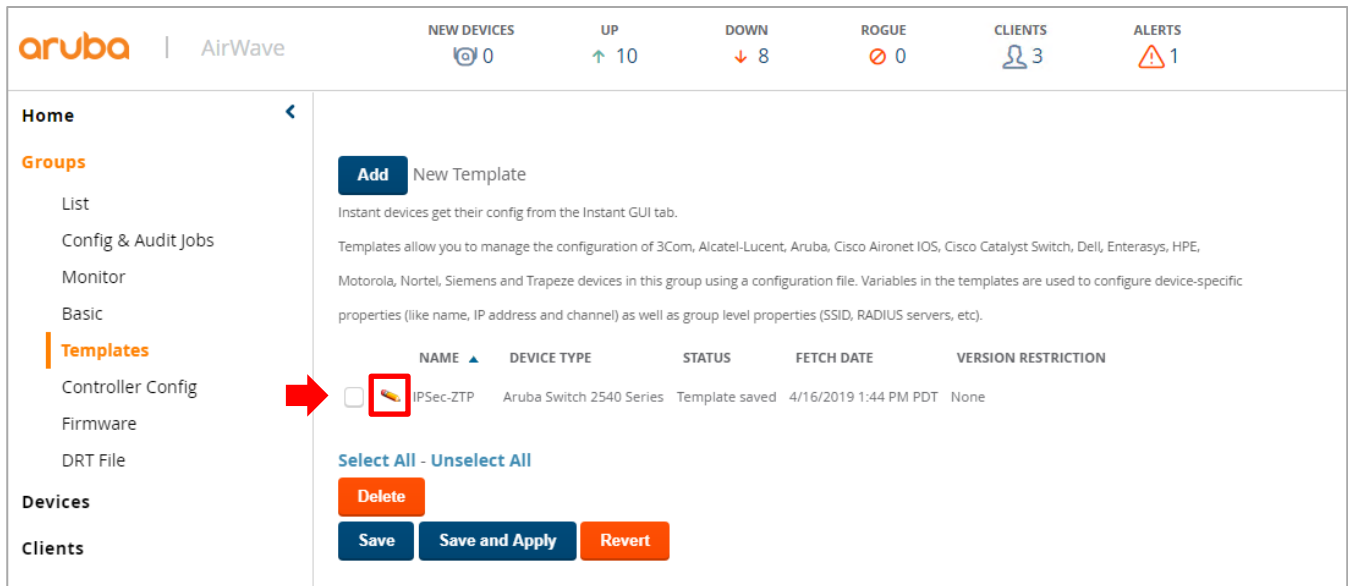 aruba | AirWave
NEW DEVICES UP DOWN ROGUE CLIENTS ALERTS
0 10 8 0 3 1
Home
Groups
List
Config & Audit Jobs
Monitor
Basic
Templates
Controller Config
Firmware
DRT File
Devices
Clients
Add New Template
Instant devices get their config from the Instant GUI tab.
Templates allow you to manage the configuration of 3Com, Alcatel-Lucent, Aruba, Cisco Aironet IOS, Cisco Catalyst Switch, Dell, Enterasys, HPE,
Motorola, Nortel, Siemens and Trapeze devices in this group using a configuration file. Variables in the templates are used to configure device-specific
properties (like name, IP address and channel) as well as group level properties (SSID, RADIUS servers, etc).
NAME DEVICE TYPE STATUS FETCH DATE VERSION RESTRICTION
IPSec-ZTP Aruba Switch 2540 Series Template saved 4/16/2019 1:44 PM PDT None
Select All - Unselect All
Delete
Save Save and Apply Revert